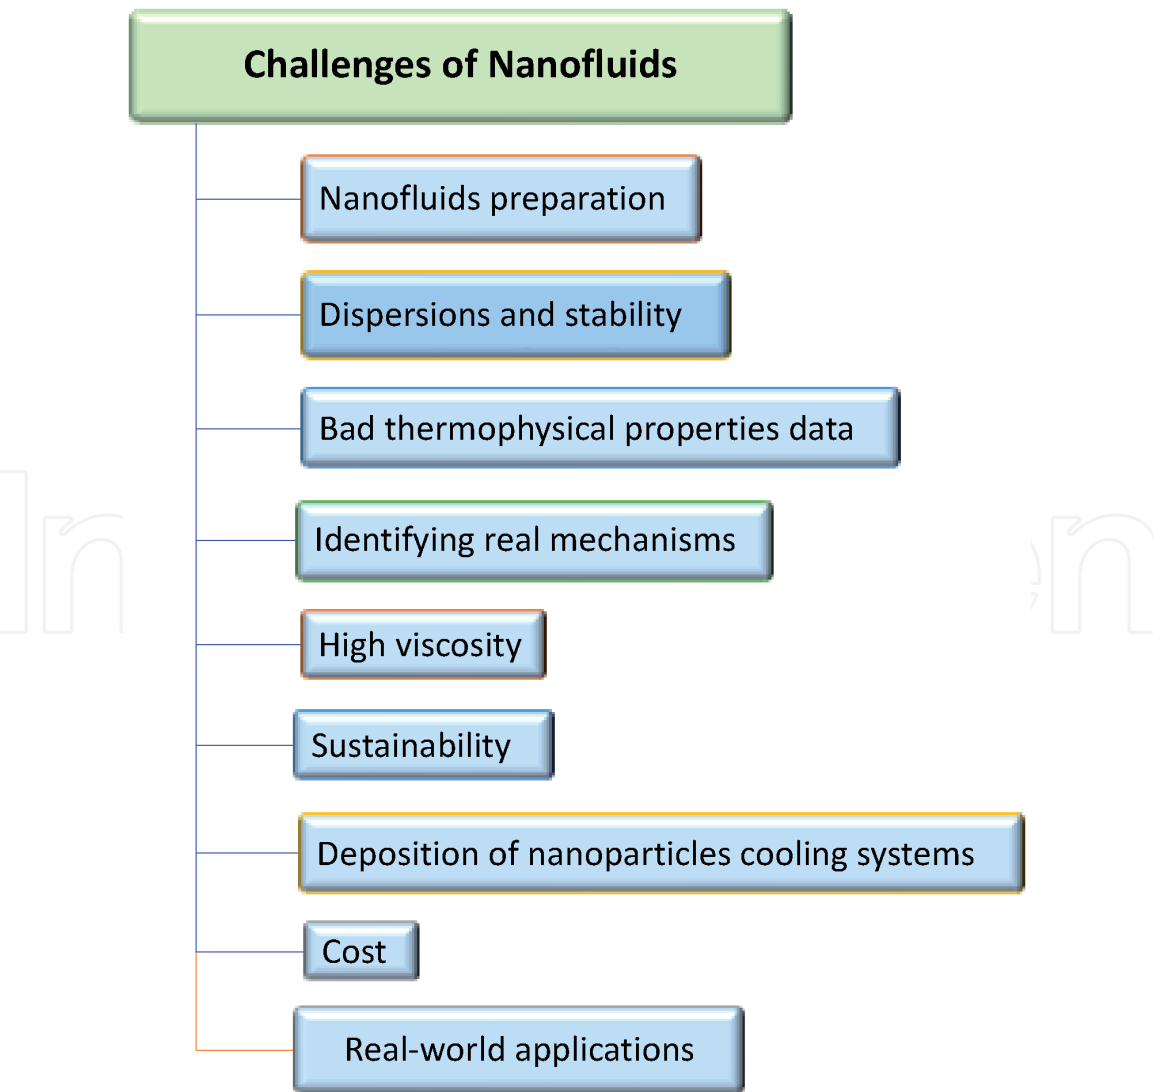 Challenges of Nanofluids
Nanofluids preparation
Dispersions and stability
Bad thermophysical properties data
Identifying real mechanisms
High viscosity
Sustainability
Deposition of nanoparticles cooling systems
Cost
Real-world applications